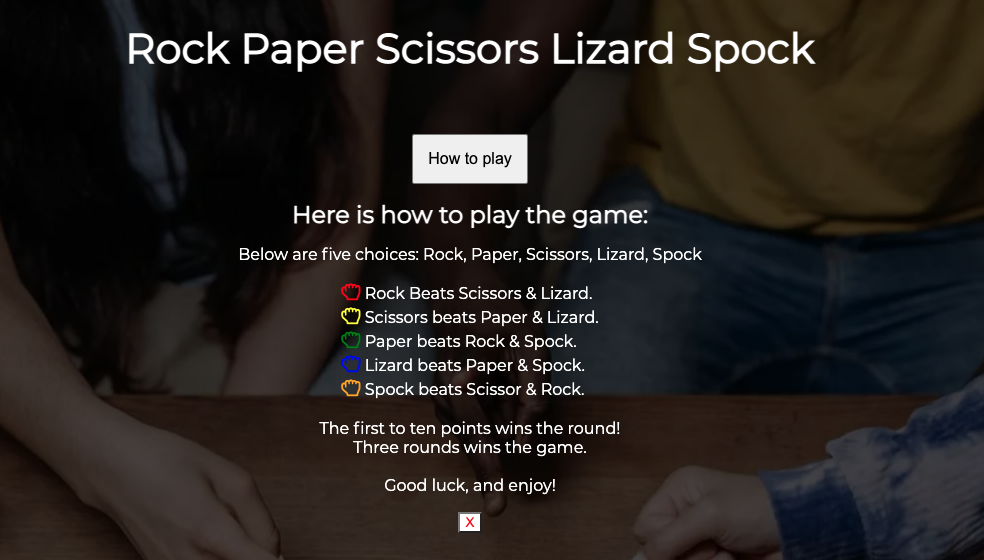 Rock Paper Scissors Lizard Spock
How to play
Here is how to play the game:
Below are five choices: Rock, Paper, Scissors, Lizard, Spock
Rock Beats Scissors & Lizard.
Scissors beats Paper & Lizard.
Paper beats Rock & Spock.
Lizard beats Paper & Spock.
Spock beats Scissor & Rock.
The first to ten points wins the round!
Three rounds wins the game.
Good luck, and enjoy!
X